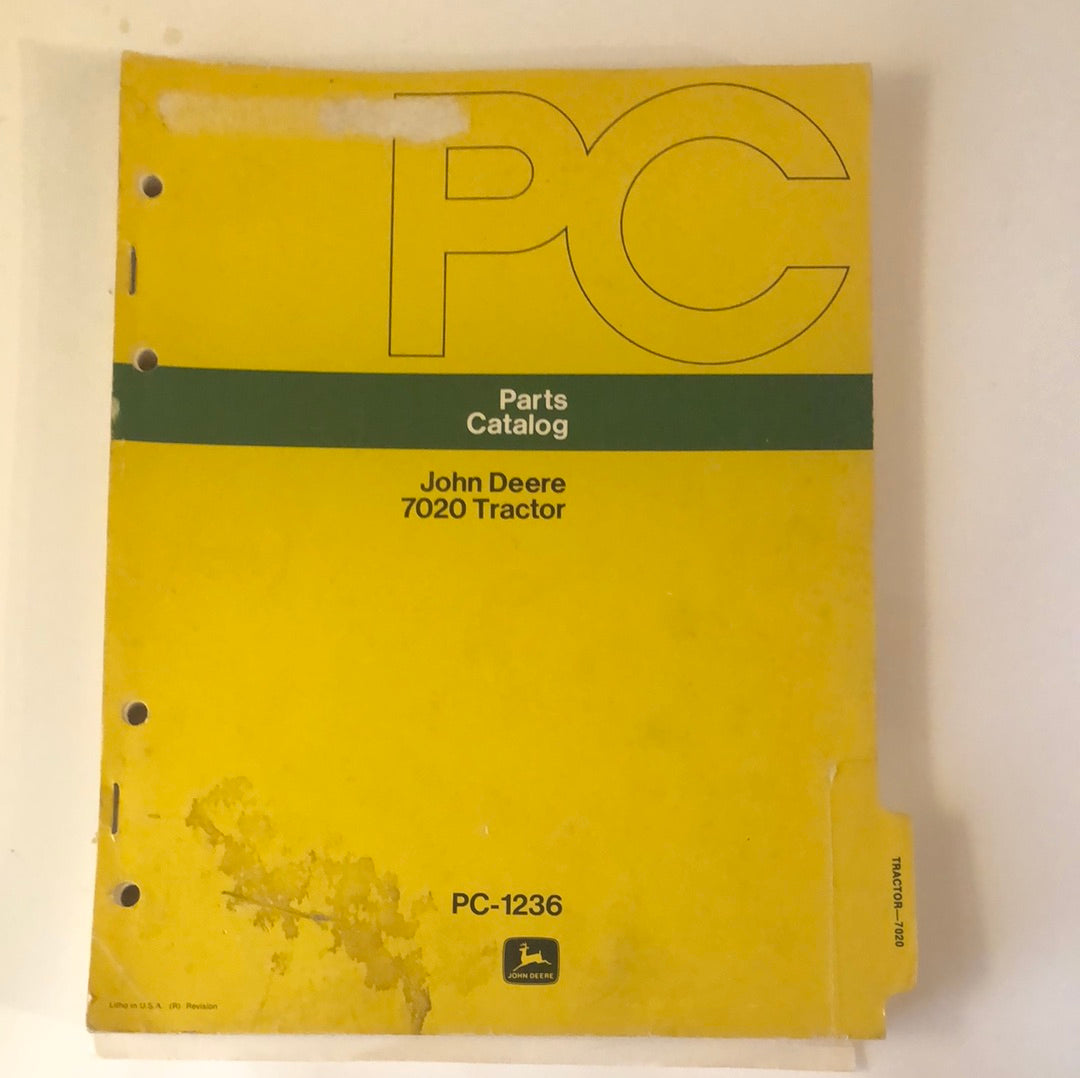 PC
Parts
Catalog
John Deere
7020 Tractor
PC-1236
JOHN DEERE
TRACTOR—7020
Litho in U.S.A. (R) Revision